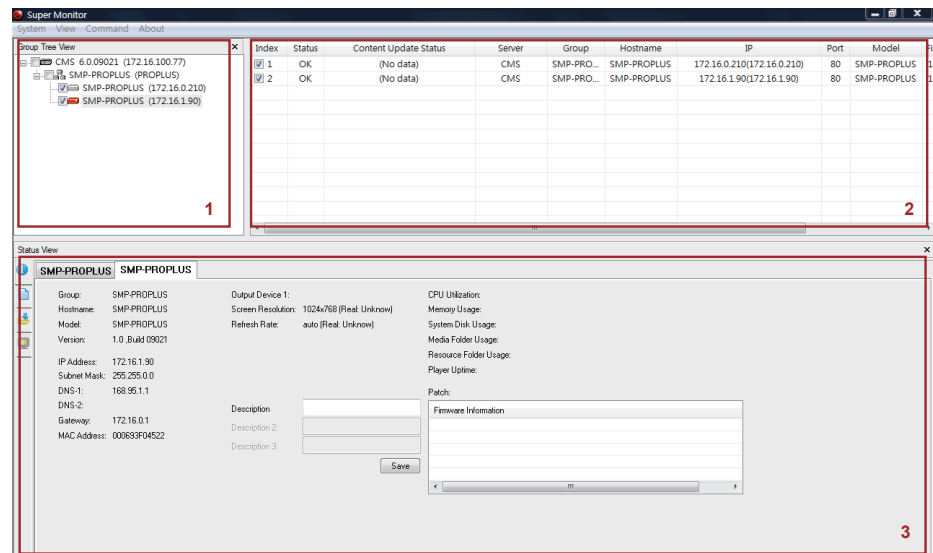 Super Monitor
System View Command About
Group Tree View
CMS 6.0.09021 (172.16.100.77)
SMP-PROPLUS (PROPLUS)
SMP-PROPLUS (172.16.0.210)
SMP-PROPLUS (172.16.1.90)
1
Index Status Content Update Status Server Group Hostname IP Port Model
1 OK (No data) CMS SMP-PRO... SMP-PROPLUS 172.16.0.210(172.16.0.210) 80 SMP-PROPLUS
2 OK (No data) CMS SMP-PRO... SMP-PROPLUS 172.16.1.90(172.16.1.90) 80 SMP-PROPLUS
2
Status View
SMP-PROPLUS SMP-PROPLUS
Group: SMP-PROPLUS
Hostname: SMP-PROPLUS
Model: SMP-PROPLUS
Version: 1.0 ,Build 09021
IP Address: 172.16.1.90
Subnet Mask: 255.255.0.0
DNS-1: 168.95.1.1
DNS-2:
Gateway: 172.16.0.1
MAC Address: 000693F04522
Output Device 1:
Screen Resolution: 1024x768 (Real: Unknow)
Refresh Rate: auto (Real: Unknow)
Description
Description 2:
Description 3:
Save
CPU Utilization:
Memory Usage:
System Disk Usage:
Media Folder Usage:
Resource Folder Usage:
Player Uptime:
Patch:
Firmware Information
3